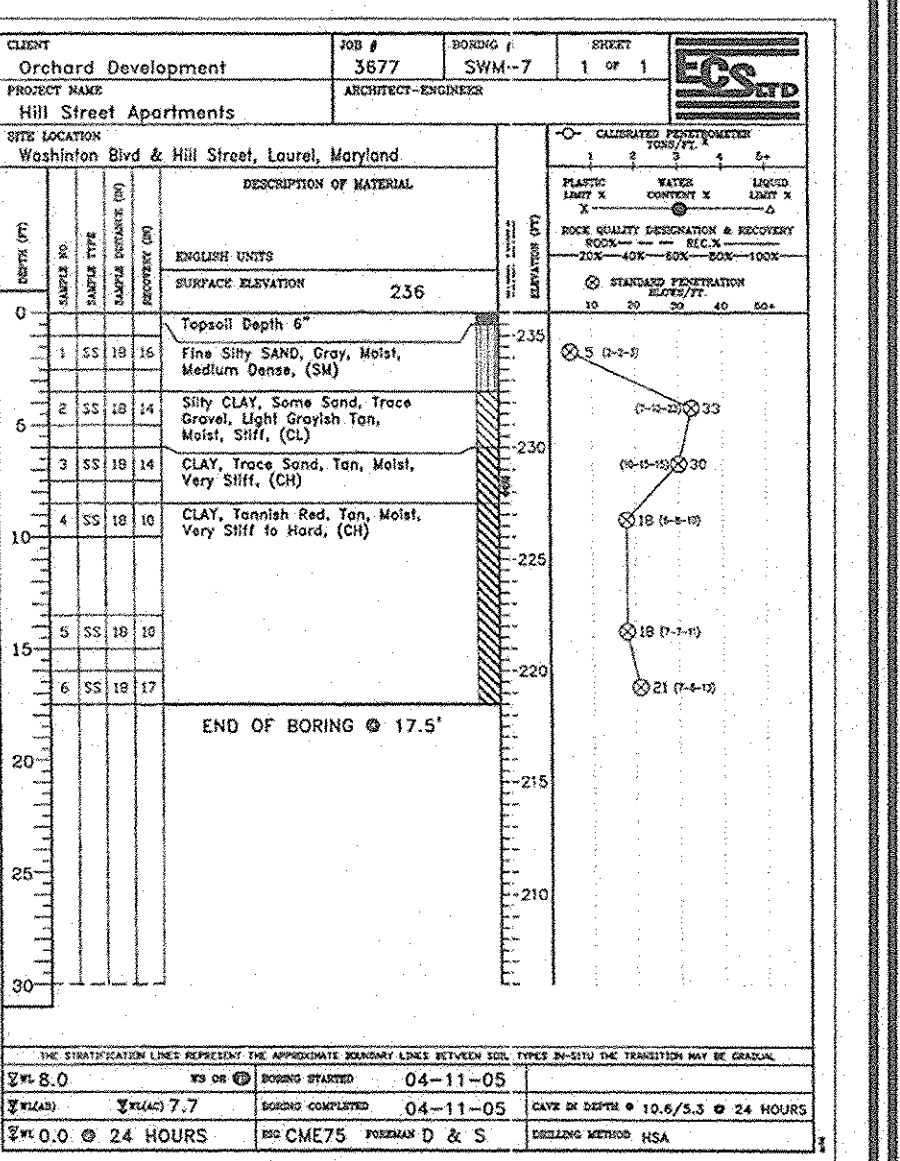 CLIENT
Orchard Development
JOB #
3677
BORING #
SWM-7
SHEET
1 OF 1
ECS LTD
PROJECT NAME
Hill Street Apartments
ARCHITECT-ENGINEER
SITE LOCATION
Washinton Blvd & Hill Street, Laurel, Maryland
-O- CALIBRATED PENETROMETER
TONS/FT.²
1 2 3 4 5+
PLASTIC LIMIT %
WATER CONTENT %
LIQUID LIMIT %
X
Δ
ROCK QUALITY DESIGNATION & RECOVERY
RQD% — — — REC.% ———
20% 40% 60% 80% 100%
⊗ STANDARD PENETRATION
BLOWS/FT.
10 20 30 40 50+
DEPTH (FT)
SAMPLE NO.
SAMPLE TYPE
SAMPLE DISTANCE (IN)
RECOVERY (IN)
DESCRIPTION OF MATERIAL
ENGLISH UNITS
SURFACE ELEVATION 236
ELEVATION (FT)
0
Topsoil Depth 6"
235
1 SS 18 16
Fine Silty SAND, Gray, Moist,
Medium Dense, (SM)
5 (2-2-3)
2 SS 18 14
Silty CLAY, Some Sand, Trace
Gravel, Light Grayish Tan,
Moist, Stiff, (CL)
33
5
230
3 SS 18 14
CLAY, Trace Sand, Tan, Moist,
Very Stiff, (CH)
(10-15-15) 30
4 SS 18 10
CLAY, Tannish Red, Tan, Moist,
Very Stiff to Hard, (CH)
18
10
225
5 SS 18 10
18 (7-7-11)
15
220
6 SS 18 17
21 (7-8-13)
END OF BORING @ 17.5'
20
215
25
210
30
THE STRATIFICATION LINES REPRESENT THE APPROXIMATE BOUNDARY LINES BETWEEN SOIL TYPES IN-SITU THE TRANSITION MAY BE GRADUAL
WL 8.0 WS OR WD
BORING STARTED 04-11-05
WL(AB) WL(AC) 7.7
BORING COMPLETED 04-11-05
CAVE IN DEPTH @ 10.6/5.3 @ 24 HOURS
WL 0.0 @ 24 HOURS
RIG CME75 FOREMAN D & S
DRILLING METHOD HSA